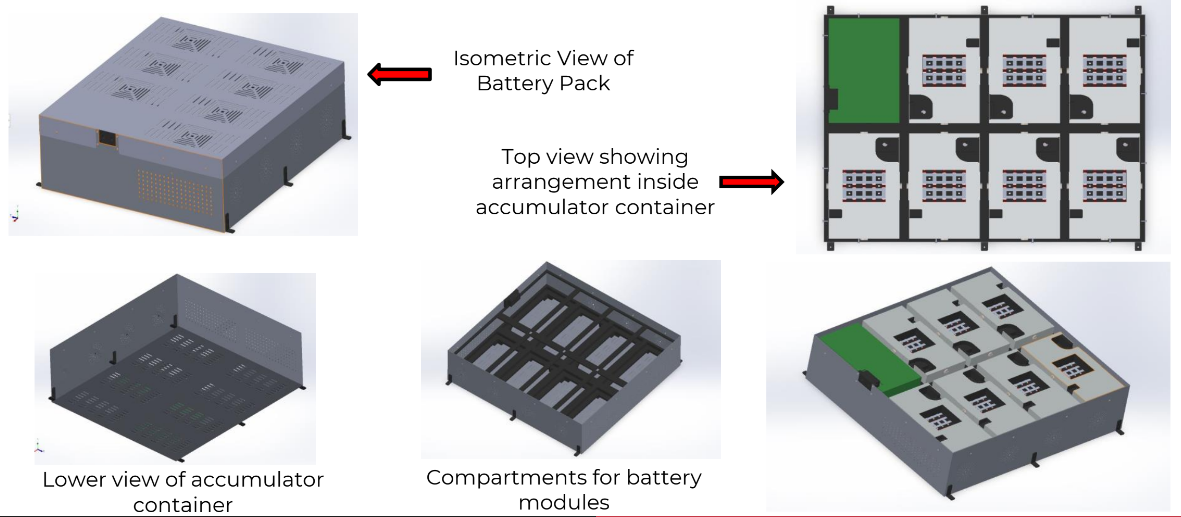 Isometric View of
Battery Pack
Top view showing
arrangement inside
accumulator container
Lower view of accumulator
container
Compartments for battery
modules